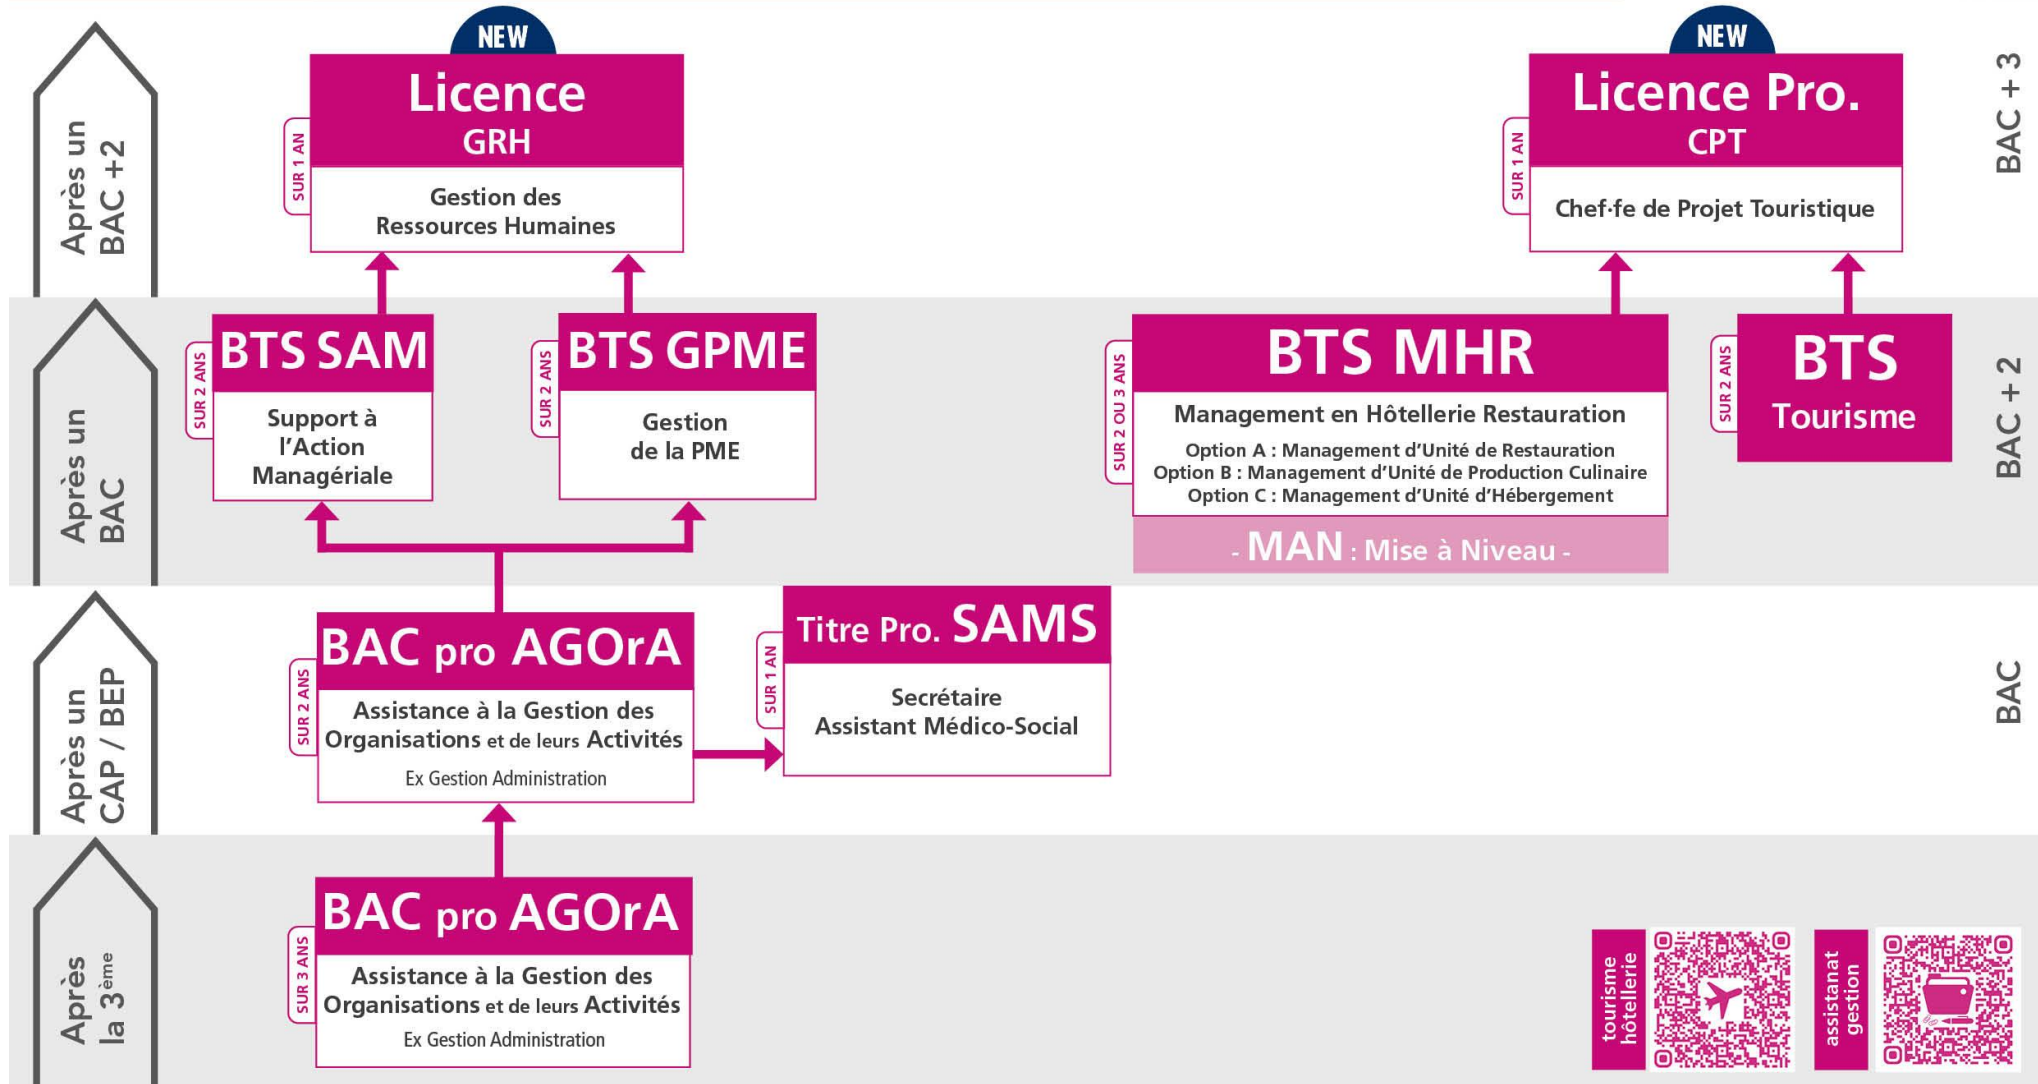 NEW
Licence
GRH
SUR 1 AN
Gestion des
Ressources Humaines
NEW
Licence Pro.
CPT
SUR 1 AN
Chef·fe de Projet Touristique
Après un
BAC +2
BAC + 3
BTS SAM
SUR 2 ANS
Support à
l'Action
Managériale
BTS GPME
SUR 2 ANS
Gestion
de la PME
BTS MHR
SUR 2 OU 3 ANS
Management en Hôtellerie Restauration
Option A : Management d'Unité de Restauration
Option B : Management d'Unité de Production Culinaire
Option C : Management d'Unité d'Hébergement
- MAN : Mise à Niveau -
BTS
Tourisme
SUR 2 ANS
Après un
BAC
BAC + 2
BAC pro AGOrA
SUR 2 ANS
Assistance à la Gestion des
Organisations et de leurs Activités
Ex Gestion Administration
Titre Pro. SAMS
SUR 1 AN
Secrétaire
Assistant Médico-Social
Après un
CAP / BEP
BAC
BAC pro AGOrA
SUR 3 ANS
Assistance à la Gestion des
Organisations et de leurs Activités
Ex Gestion Administration
Après
la 3ème
tourisme
hôtellerie
assistanat
gestion